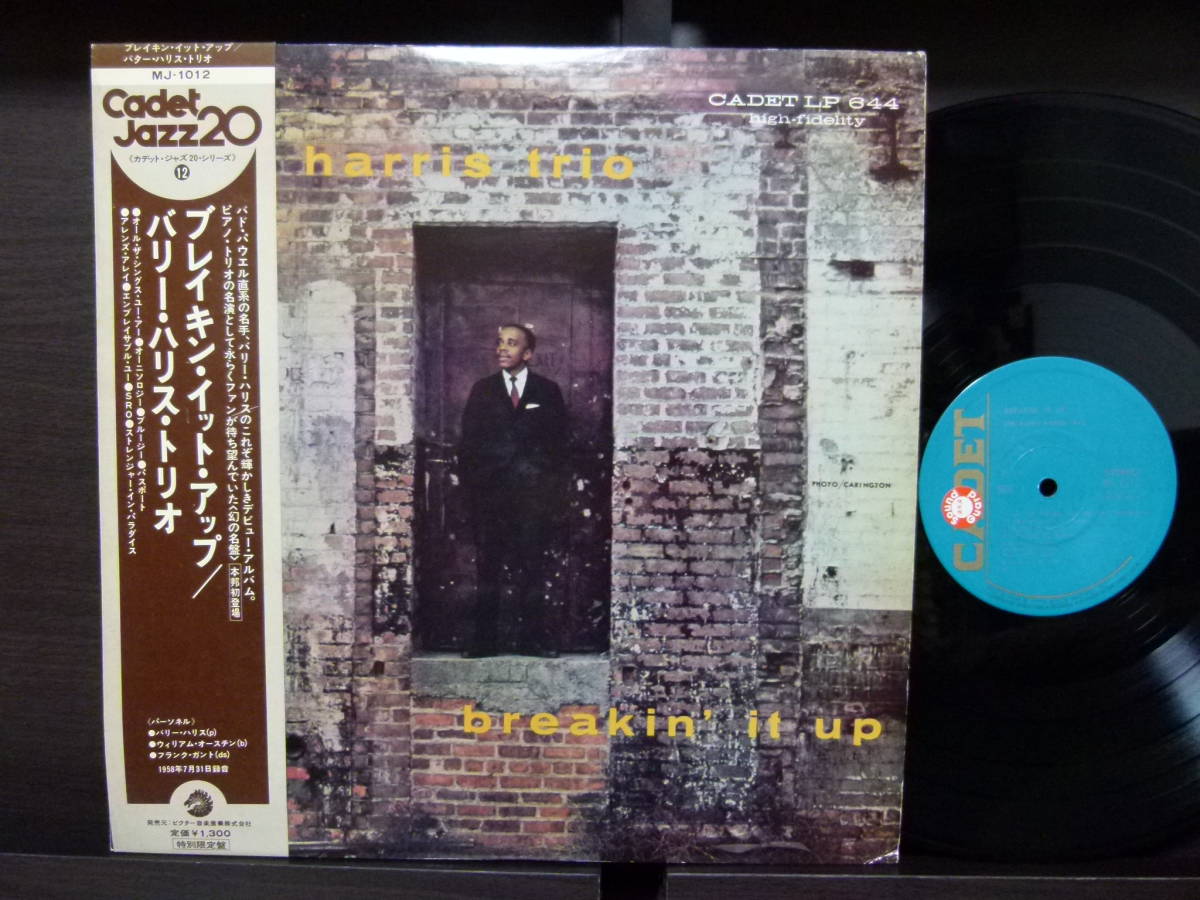 ブレイキン・イット・アップ/
バリー・ハリス・トリオ
MJ-1012
Cadet
Jazz20
《カデット・ジャズ20・シリーズ》
12
バド・パウエル直系の名手、バリー・ハリスのこれぞ輝かしきデビュー・アルバム。
ピアノ・トリオの名演として永らくファンが待ち望んでいた〈幻の名盤〉 本邦初登場
ブレイキン・イット・アップ/
バリー・ハリス・トリオ
●オール・ザ・シングス・ユー・アー●オーニソロジー●ブルージー●パスポート
●アレンズ・アレイ●エンブレイサブル・ユー●SRO●ストレンジャー・イン・パラダイス
《パーソネル》
●バリー・ハリス(p)
●ウィリアム・オースチン(b)
●フランク・ガント(ds)
1958年7月31日録音
発売元:ビクター音楽産業株式会社
定価¥1,300
特別限定盤
CADET LP 644
high-fidelity
harris trio
PHOTO/CARINGTON
breakin' it up
CADET
sound